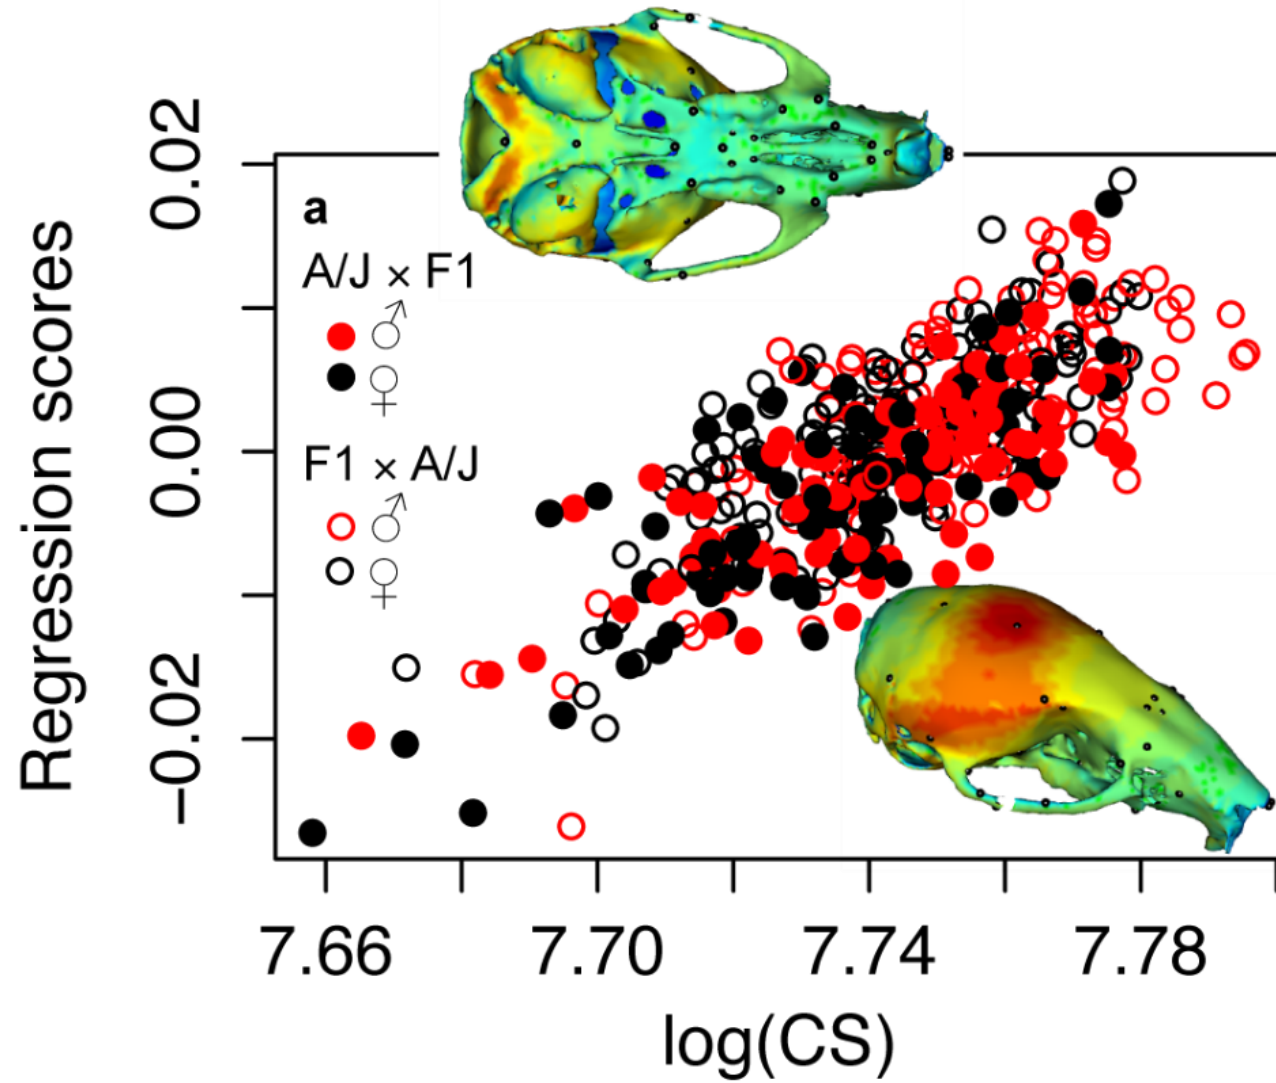 0.02
0.00
−0.02
Regression scores
a
A/J × F1
♂
♀
F1 × A/J
♂
♀
7.66 7.70 7.74 7.78
log(CS)